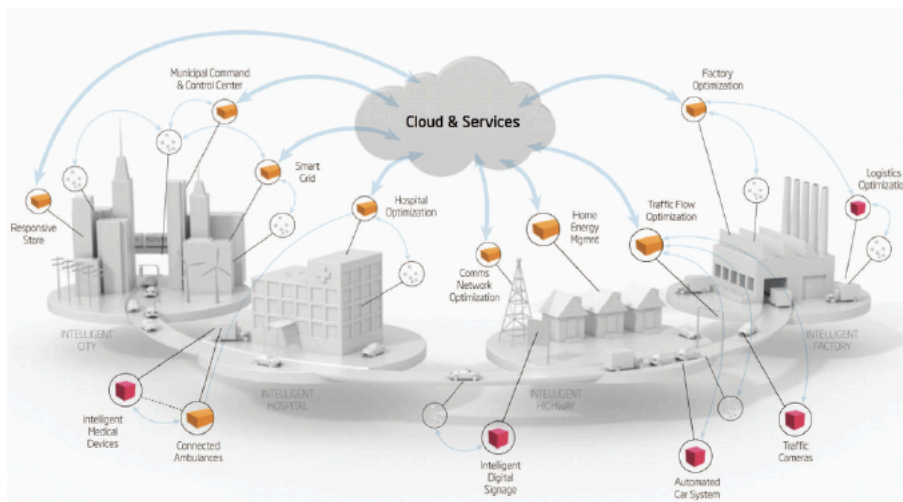 Municipal Command
& Control Center
Factory
Optimization
Cloud & Services
Smart
Grid
Logistics
Optimization
Hospital
Optimization
Home
Energy
Mgmnt
Traffic Flow
Optimization
Responsive
Store
Comms
Network
Optimization
INTELLIGENT
CITY
INTELLIGENT
HOSPITAL
INTELLIGENT
HIGHWAY
INTELLIGENT
FACTORY
Intelligent
Medical
Devices
Connected
Ambulances
Intelligent
Digital
Signage
Automated
Car System
Traffic
Cameras